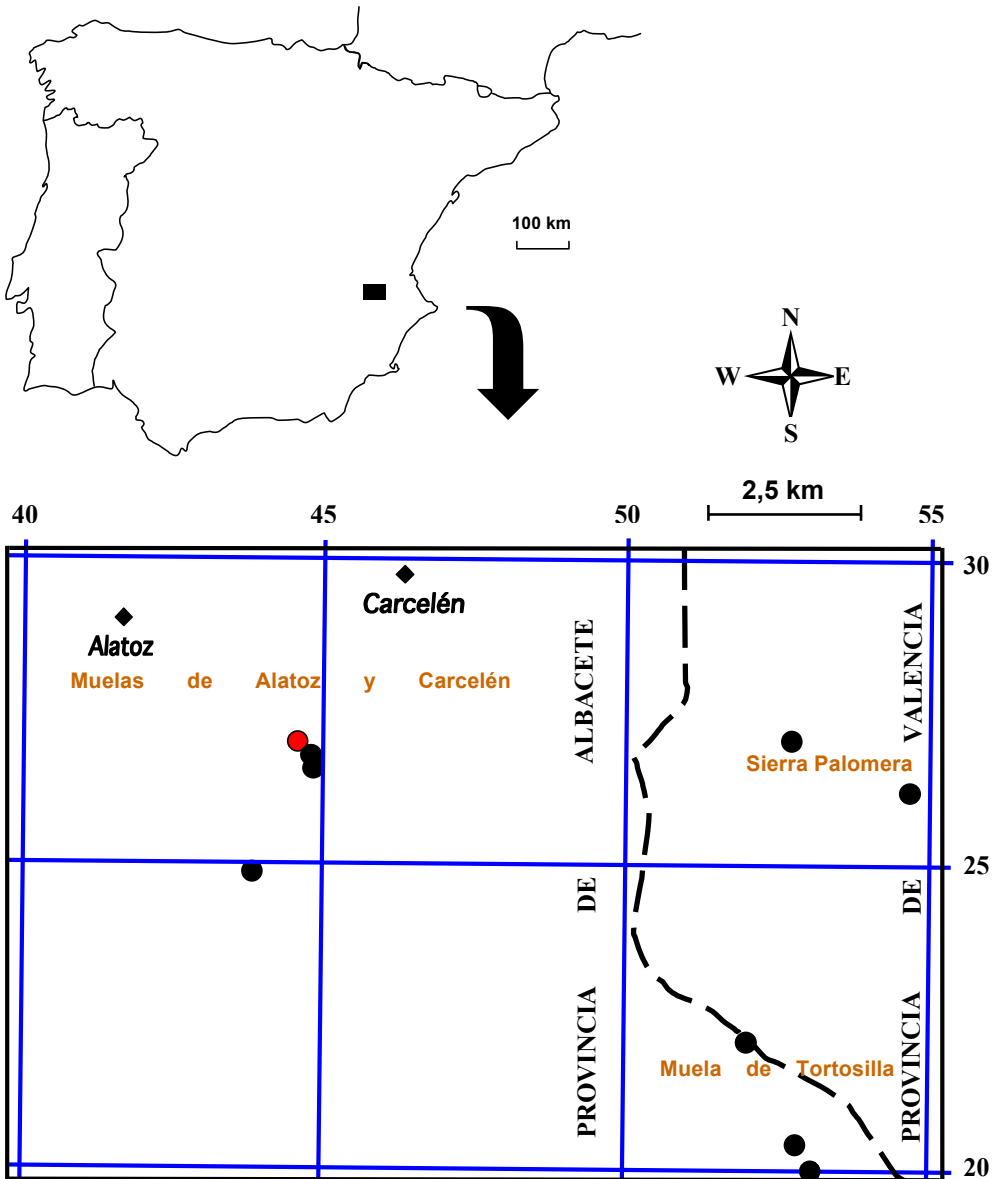 100 km
N
W E
S
2,5 km
40 45 50 55
30
Carcelén
Alatoz
Muelas de Alatoz y Carcelén
PROVINCIA DE ALBACETE
PROVINCIA DE VALENCIA
Sierra Palomera
25
Muela de Tortosilla
20